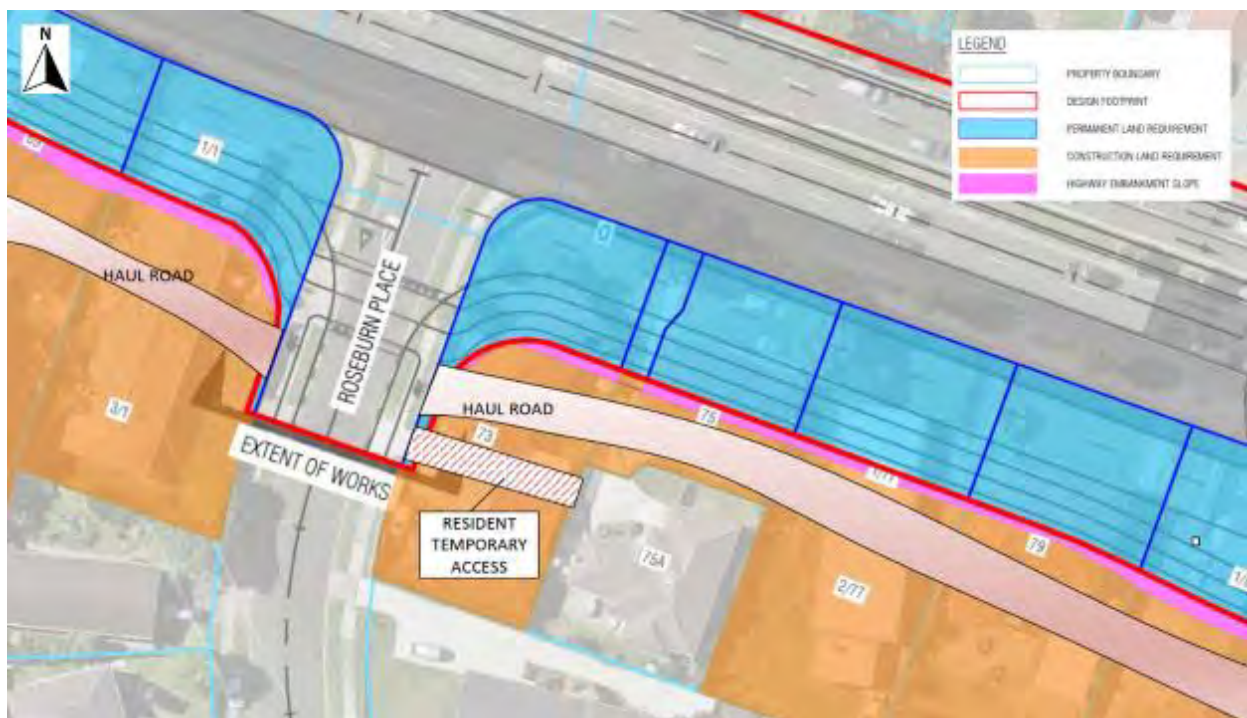 N
LEGEND
PROPERTY BOUNDARY
DESIGN FOOTPRINT
PERMANENT LAND REQUIREMENT
CONSTRUCTION LAND REQUIREMENT
HIGHWAY EMBANKMENT SLOPE
1/1
HAUL ROAD
ROSEBURN PLACE
3/1
EXTENT OF WORKS
HAUL ROAD
73
75
RESIDENT
TEMPORARY
ACCESS
75A
2/77
79